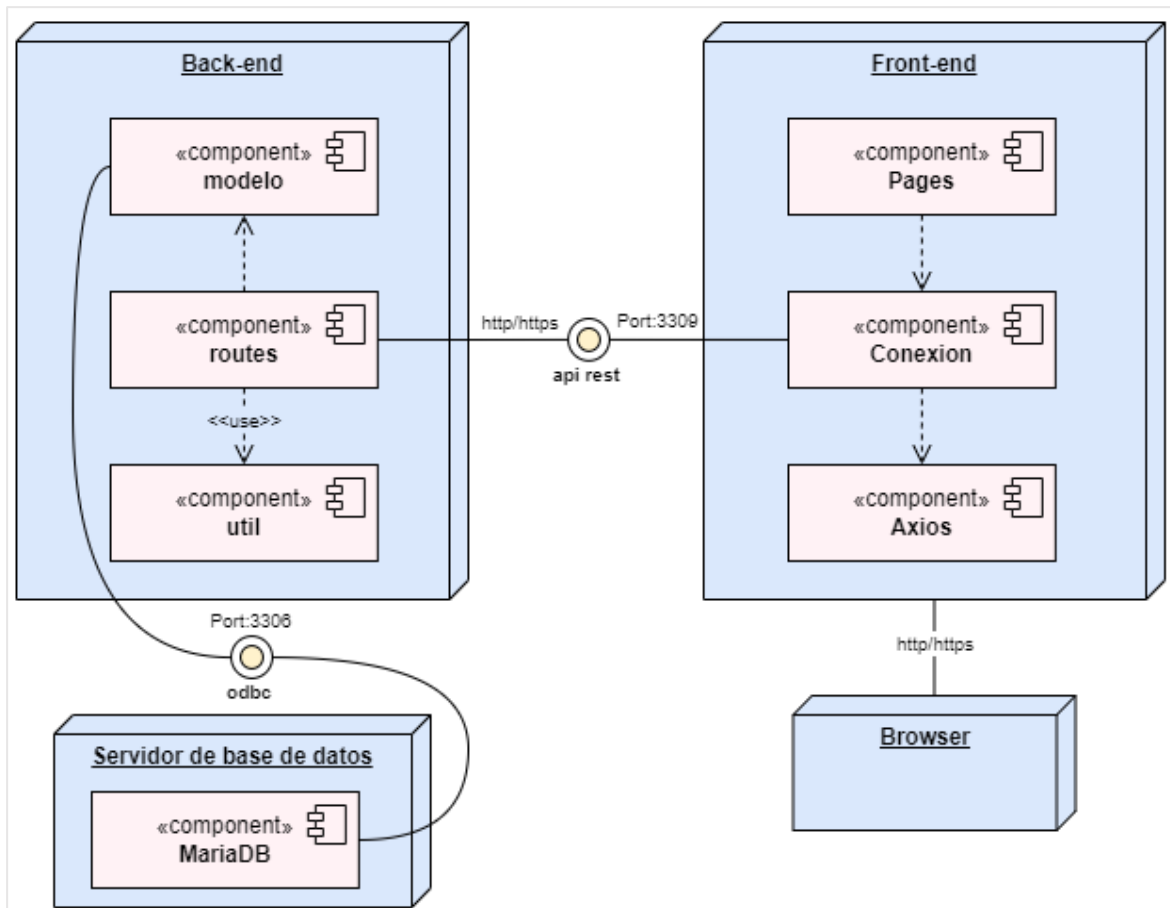 Back-end
«component»
modelo
«component»
routes
<<use>>
«component»
util
http/https
Port:3309
api rest
Front-end
«component»
Pages
«component»
Conexion
«component»
Axios
Port:3306
odbc
Servidor de base de datos
«component»
MariaDB
http/https
Browser